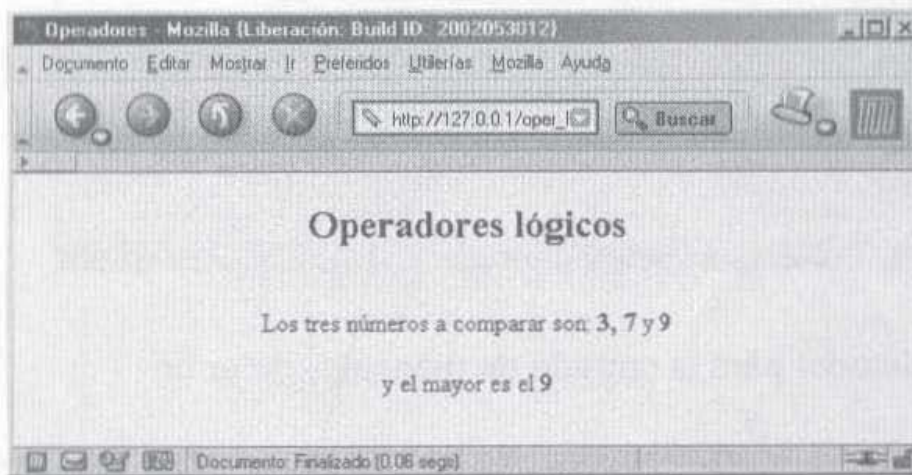 Operadores - Mozilla {Liberación: Build ID: 2002053012}
Documento Editar Mostrar Ir Preferidos Utilerías Mozilla Ayuda
http://127.0.0.1/oper_l Buscar
Operadores lógicos
Los tres números a comparar son: 3, 7 y 9
y el mayor es el 9
Documento: Finalizado (0.06 segs)